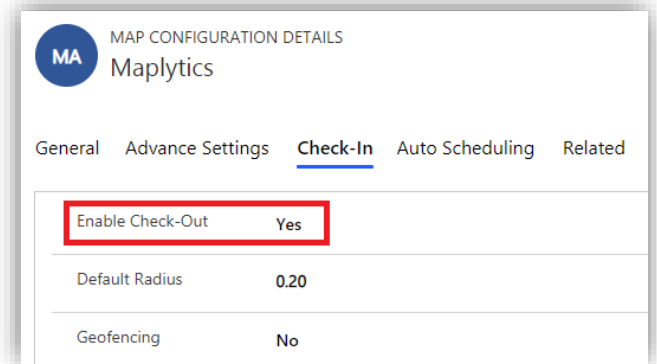 MA
MAP CONFIGURATION DETAILS
Maplytics
General Advance Settings Check-In Auto Scheduling Related
Enable Check-Out Yes
Default Radius 0.20
Geofencing No